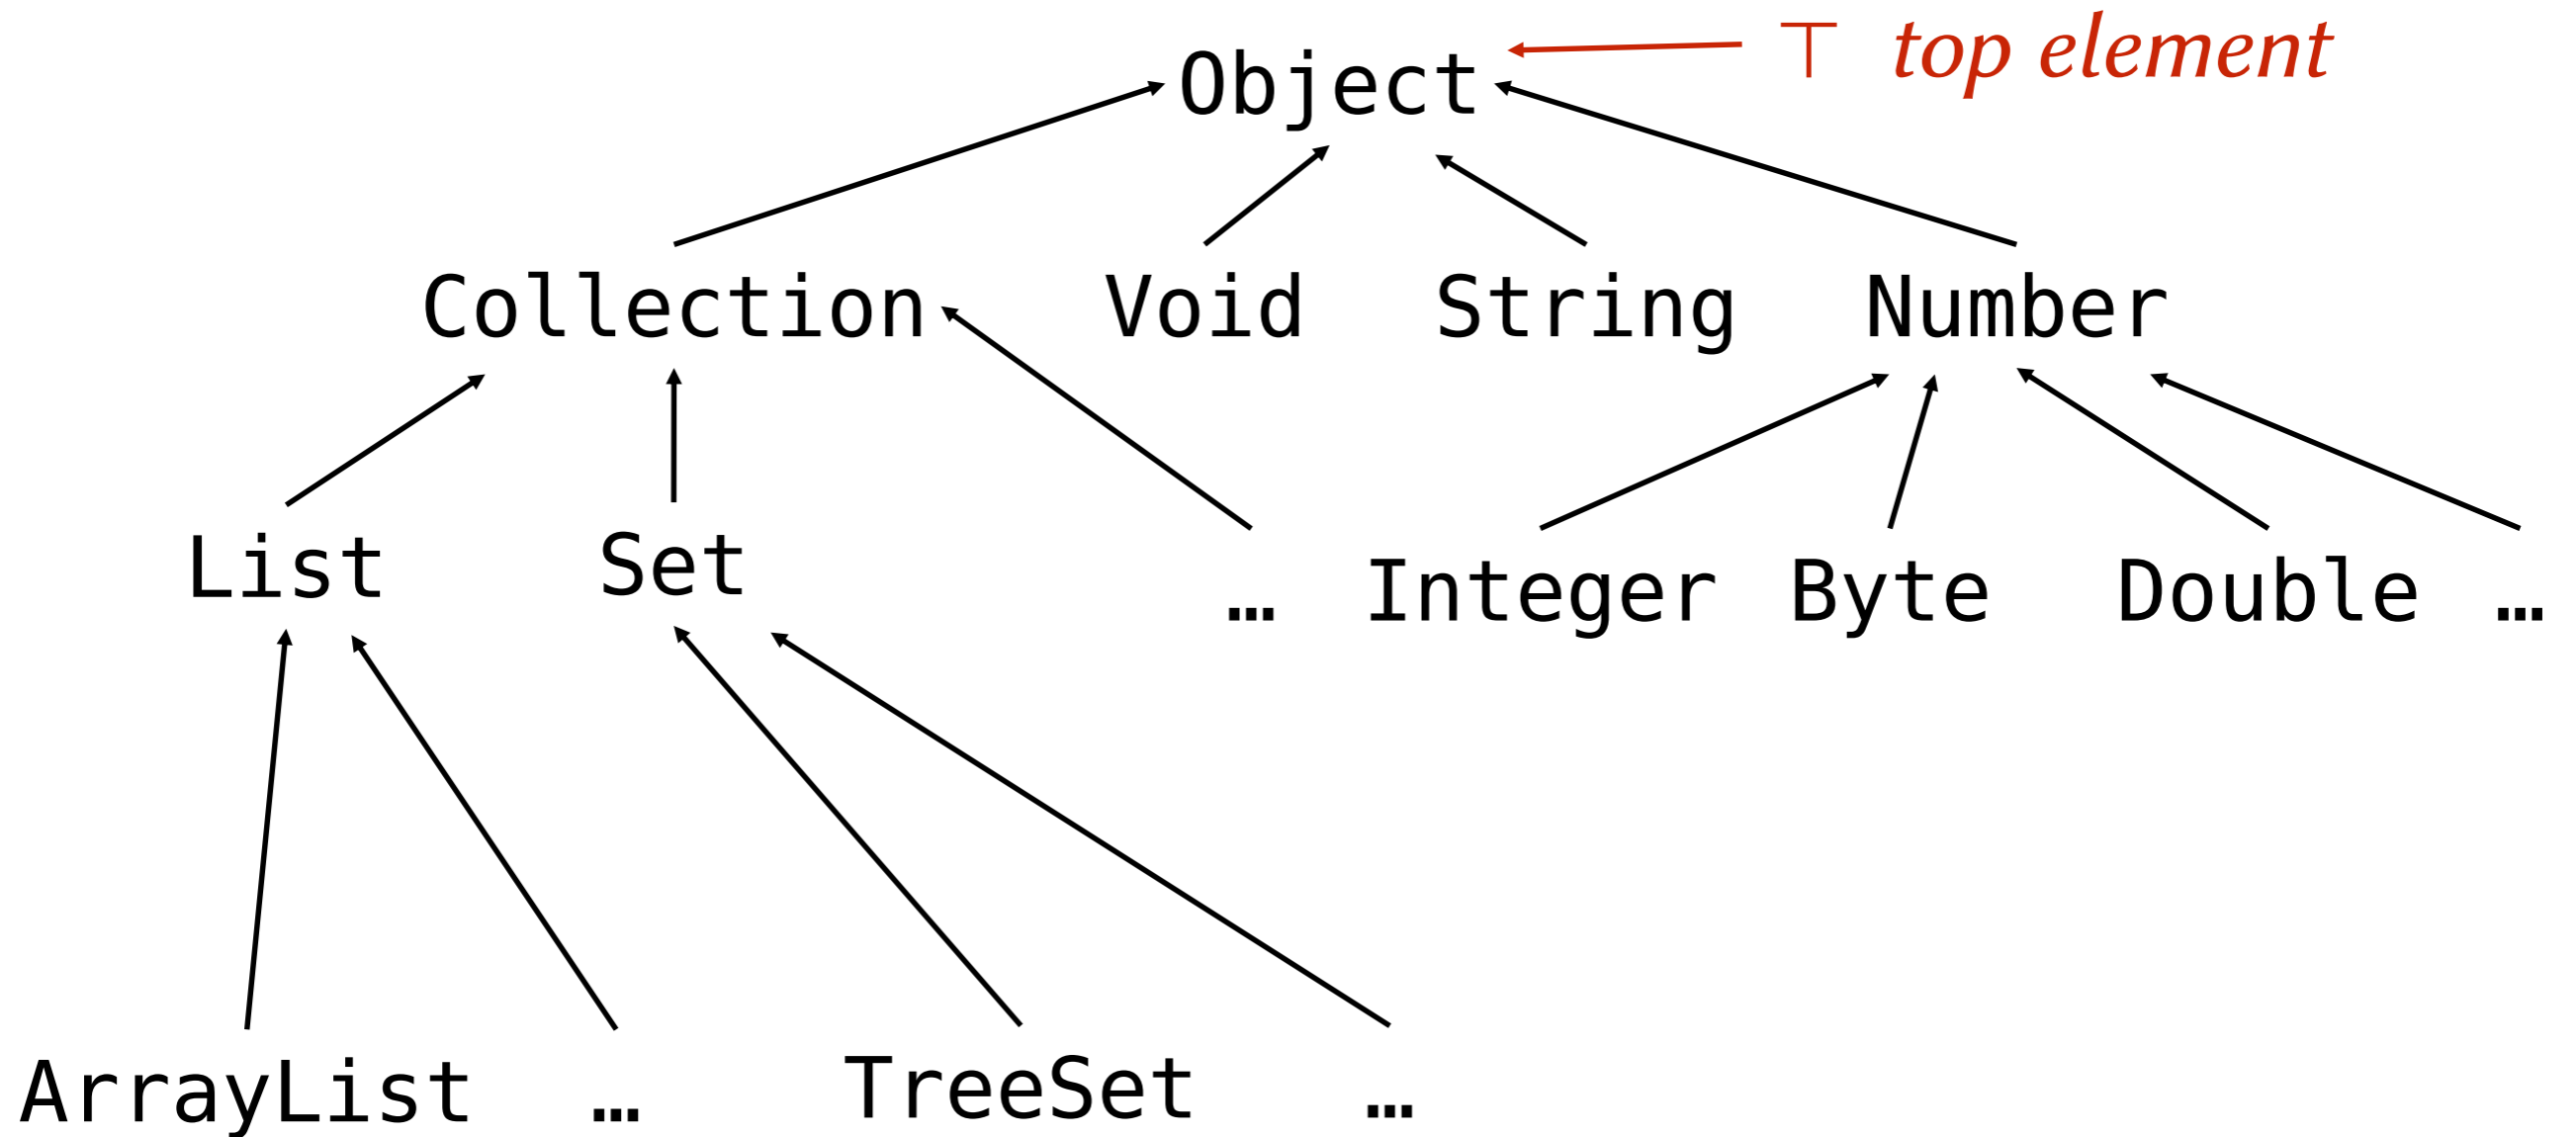 Object ⊤ top element
Collection Void String Number
List Set … Integer Byte Double …
ArrayList … TreeSet …